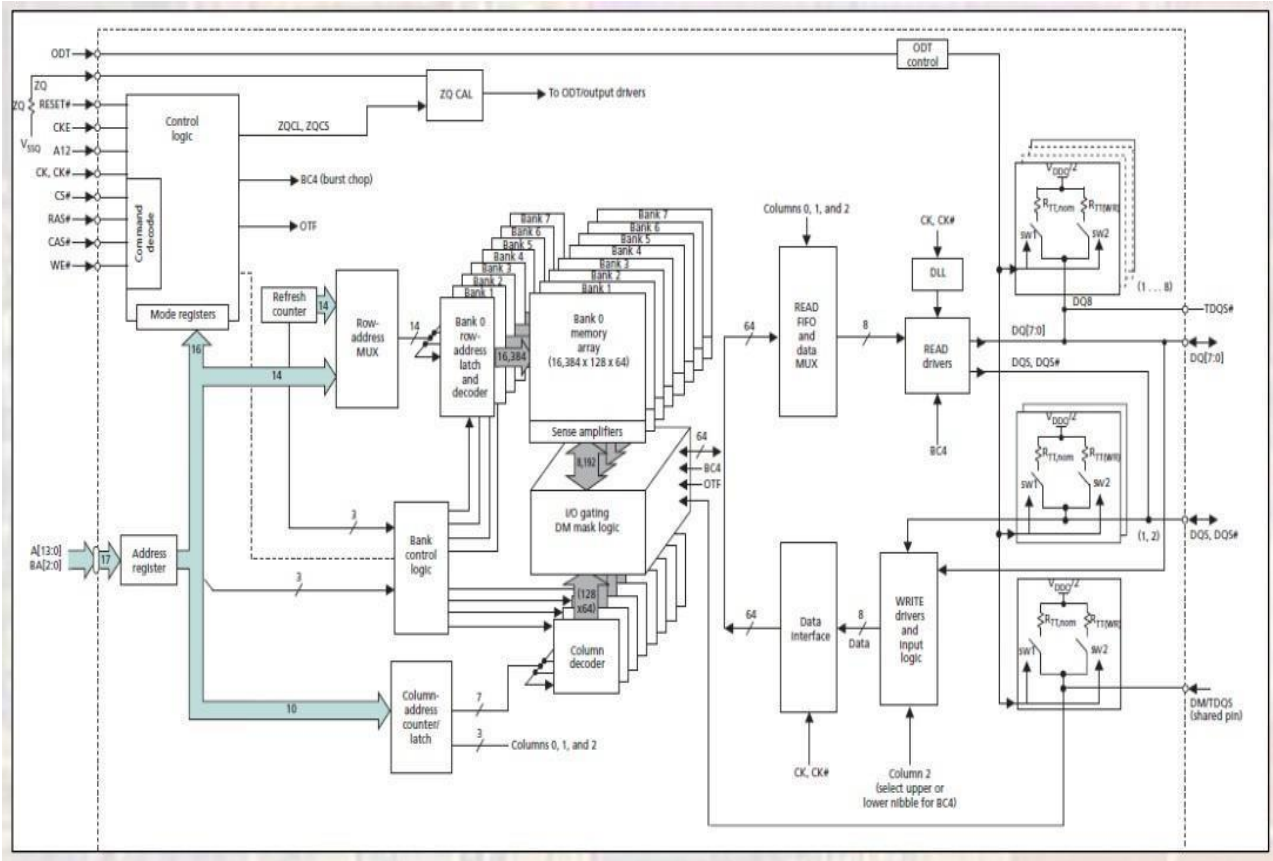 ODT
ODT
control
ZQ
ZQ
RESET#
CKE
VSSQ
A12
CK, CK#
CS#
RAS#
CAS#
WE#
Control
logic
Command
decode
Mode registers
ZQ CAL
To ODT/output drivers
ZQCL, ZQCS
BC4 (burst chop)
OTF
Refresh
counter
14
Row-
address
MUX
14
16
14
Bank 7
Bank 6
Bank 5
Bank 4
Bank 3
Bank 2
Bank 1
Bank 0
row-
address
latch
and
decoder
16,384
Bank 7
Bank 6
Bank 5
Bank 4
Bank 3
Bank 2
Bank 1
Bank 0
memory
array
(16,384 x 128 x 64)
Sense amplifiers
8,192
64
BC4
OTF
I/O gating
DM mask logic
3
Bank
control
logic
3
A[13:0]
BA[2:0]
17
Address
register
(128
x64)
Column
decoder
10
Column-
address
counter/
latch
7
3
Columns 0, 1, and 2
Columns 0, 1, and 2
64
READ
FIFO
and
data
MUX
8
CK, CK#
DLL
READ
drivers
BC4
DQ[7:0]
DQS, DQS#
VDDQ/2
RTT,nom
RTT(WR)
sw1
sw2
(1 . . . 8)
DQ8
TDQS#
DQ[7:0]
VDDQ/2
RTT,nom
RTT(WR)
sw1
sw2
(1, 2)
DQS, DQS#
VDDQ/2
RTT,nom
RTT(WR)
sw1
sw2
DM/TDQS
(shared pin)
64
Data
interface
8
Data
WRITE
drivers
and
input
logic
CK, CK#
Column 2
(select upper or
lower nibble for BC4)